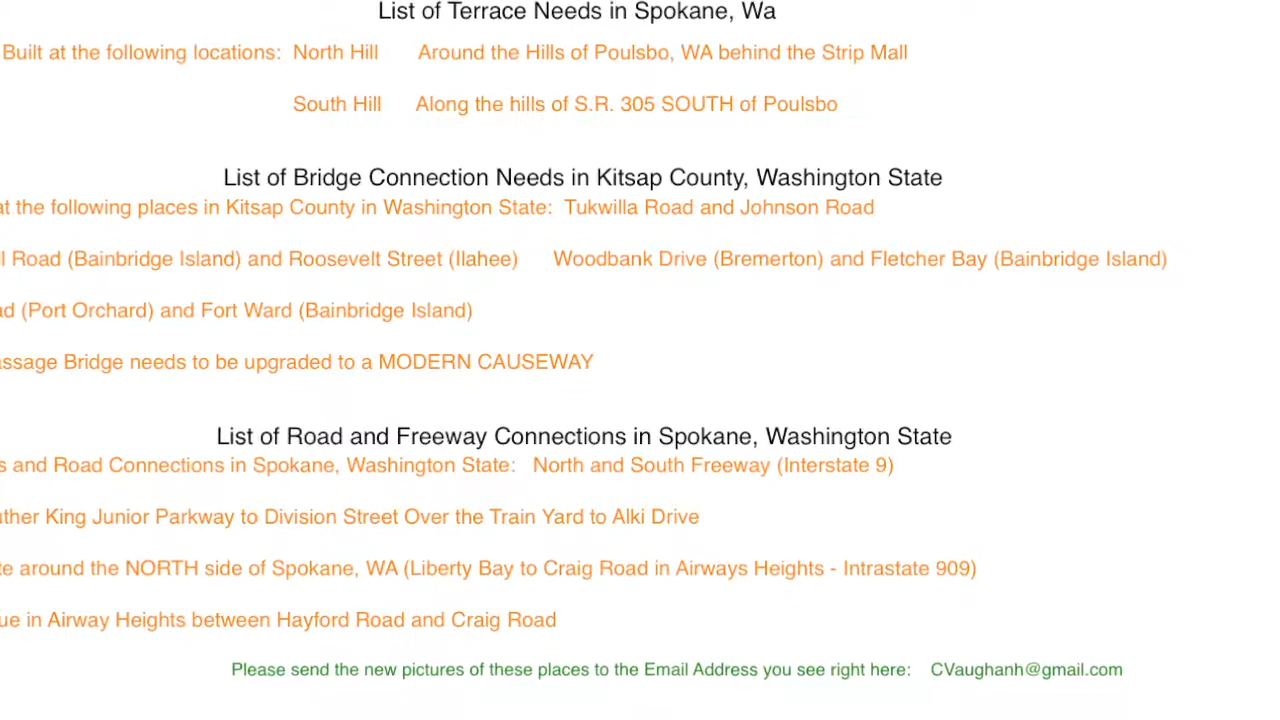 List of Terrace Needs in Spokane, Wa
Built at the following locations: North Hill Around the Hills of Poulsbo, WA behind the Strip Mall
South Hill Along the hills of S.R. 305 SOUTH of Poulsbo
List of Bridge Connection Needs in Kitsap County, Washington State
at the following places in Kitsap County in Washington State: Tukwilla Road and Johnson Road
Road (Bainbridge Island) and Roosevelt Street (Ilahee) Woodbank Drive (Bremerton) and Fletcher Bay (Bainbridge Island)
(Port Orchard) and Fort Ward (Bainbridge Island)
Bridge needs to be upgraded to a MODERN CAUSEWAY
List of Road and Freeway Connections in Spokane, Washington State
and Road Connections in Spokane, Washington State: North and South Freeway (Interstate 9)
King Junior Parkway to Division Street Over the Train Yard to Alki Drive
around the NORTH side of Spokane, WA (Liberty Bay to Craig Road in Airways Heights - Intrastate 909)
in Airway Heights between Hayford Road and Craig Road
Please send the new pictures of these places to the Email Address you see right here: CVaughanh@gmail.com